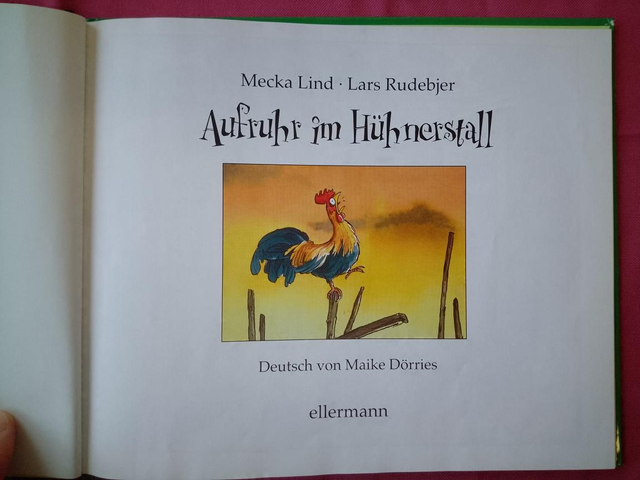 Mecka Lind · Lars Rudebjer
Aufruhr im Hühnerstall
Deutsch von Maike Dörries
ellermann